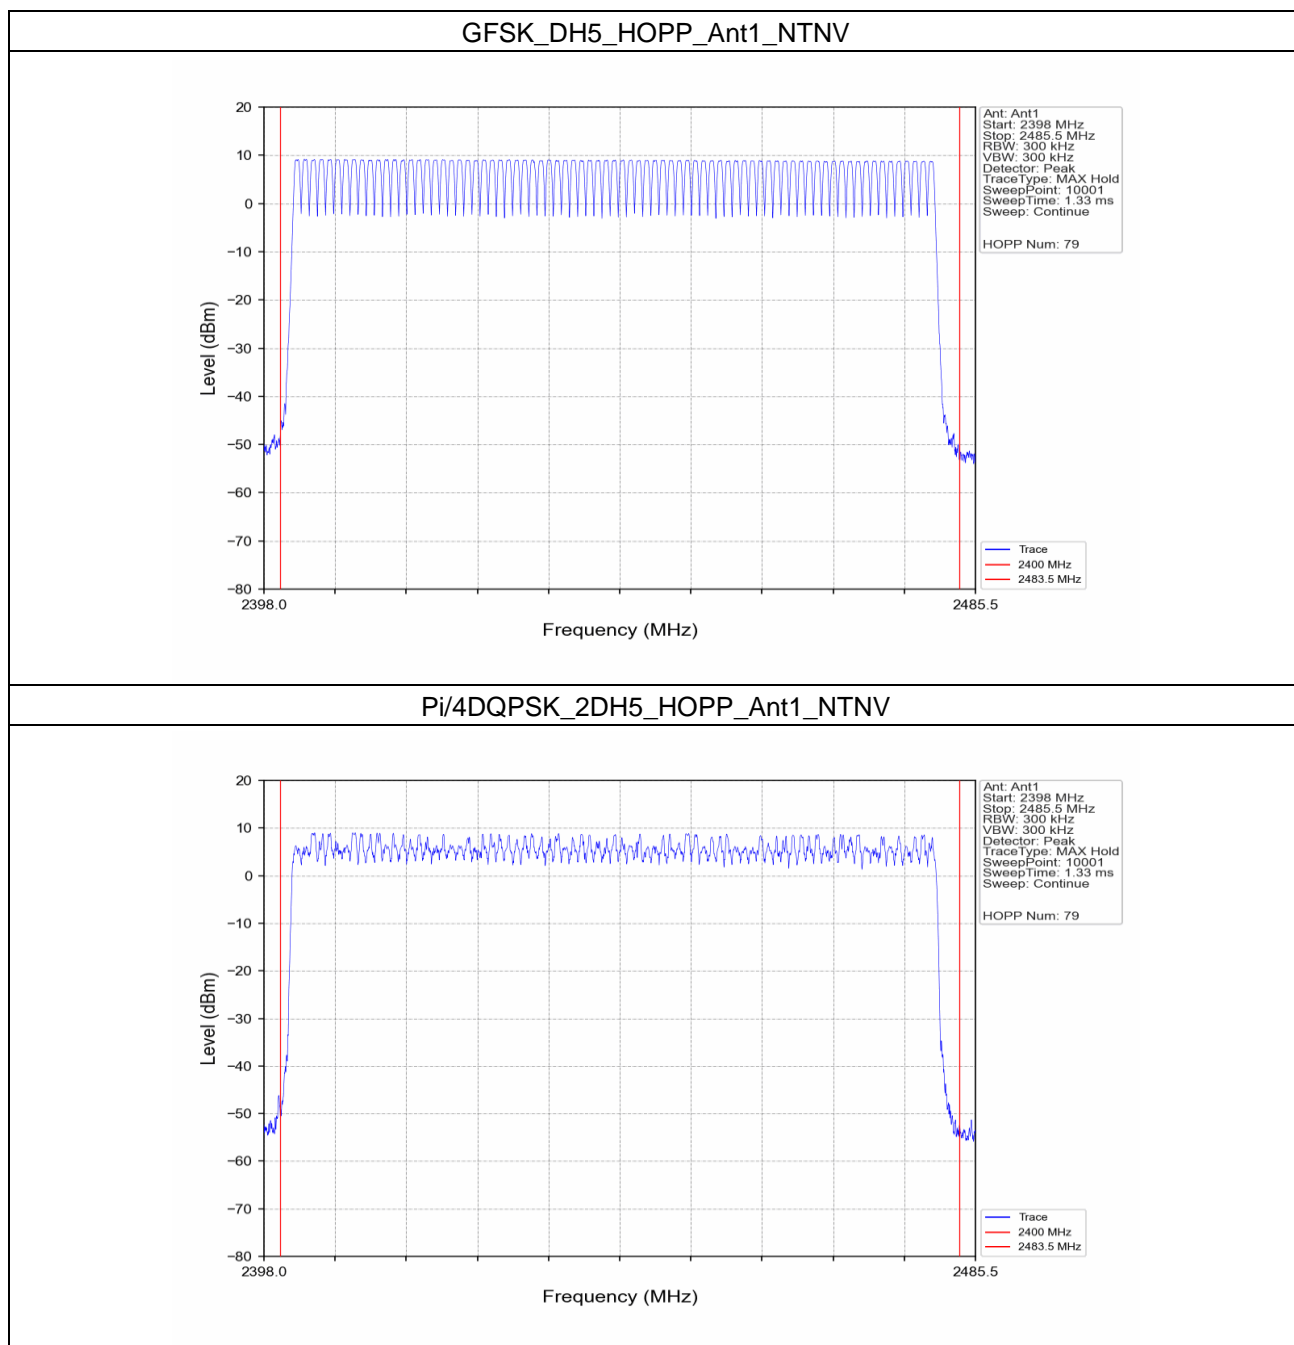 GFSK_DH5_HOPP_Ant1_NTNV
20
10
0
−10
−20
−30
−40
−50
−60
−70
−80
Level (dBm)
2398.0
2485.5
Frequency (MHz)
Ant: Ant1
Start: 2398 MHz
Stop: 2485.5 MHz
RBW: 300 kHz
VBW: 300 kHz
Detector: Peak
TraceType: MAX Hold
SweepPoint: 10001
SweepTime: 1.33 ms
Sweep: Continue
HOPP Num: 79
Trace
2400 MHz
2483.5 MHz
Pi/4DQPSK_2DH5_HOPP_Ant1_NTNV
20
10
0
−10
−20
−30
−40
−50
−60
−70
−80
Level (dBm)
2398.0
2485.5
Frequency (MHz)
Ant: Ant1
Start: 2398 MHz
Stop: 2485.5 MHz
RBW: 300 kHz
VBW: 300 kHz
Detector: Peak
TraceType: MAX Hold
SweepPoint: 10001
SweepTime: 1.33 ms
Sweep: Continue
HOPP Num: 79
Trace
2400 MHz
2483.5 MHz